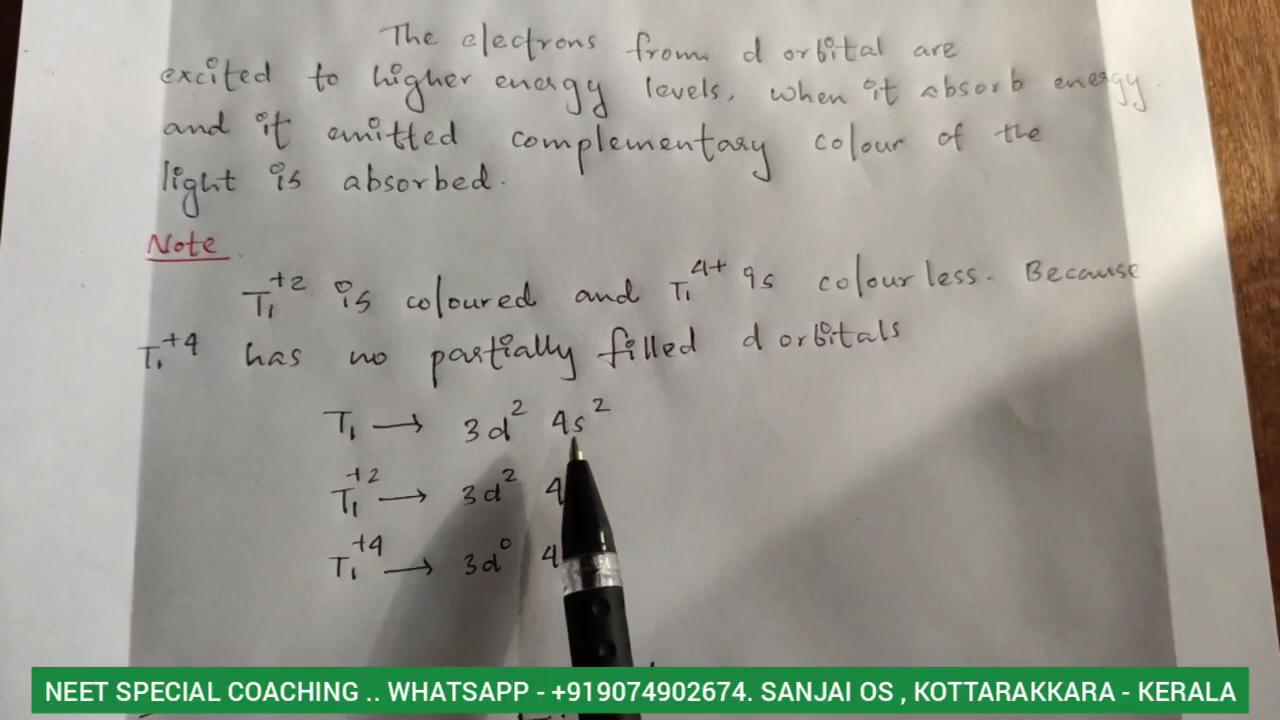 The electrons from d orbital are
excited to higher energy levels, when it absorb energy
and it emitted complementary colour of the
light is absorbed.
Note
Ti+2 is coloured and Ti4+ is colourless. Because
Ti+4 has no partially filled d orbitals
Ti → 3d2 4s2
Ti+2 → 3d2 4
Ti+4 → 3d0 4
NEET SPECIAL COACHING .. WHATSAPP - +919074902674. SANJAI OS , KOTTARAKKARA - KERALA